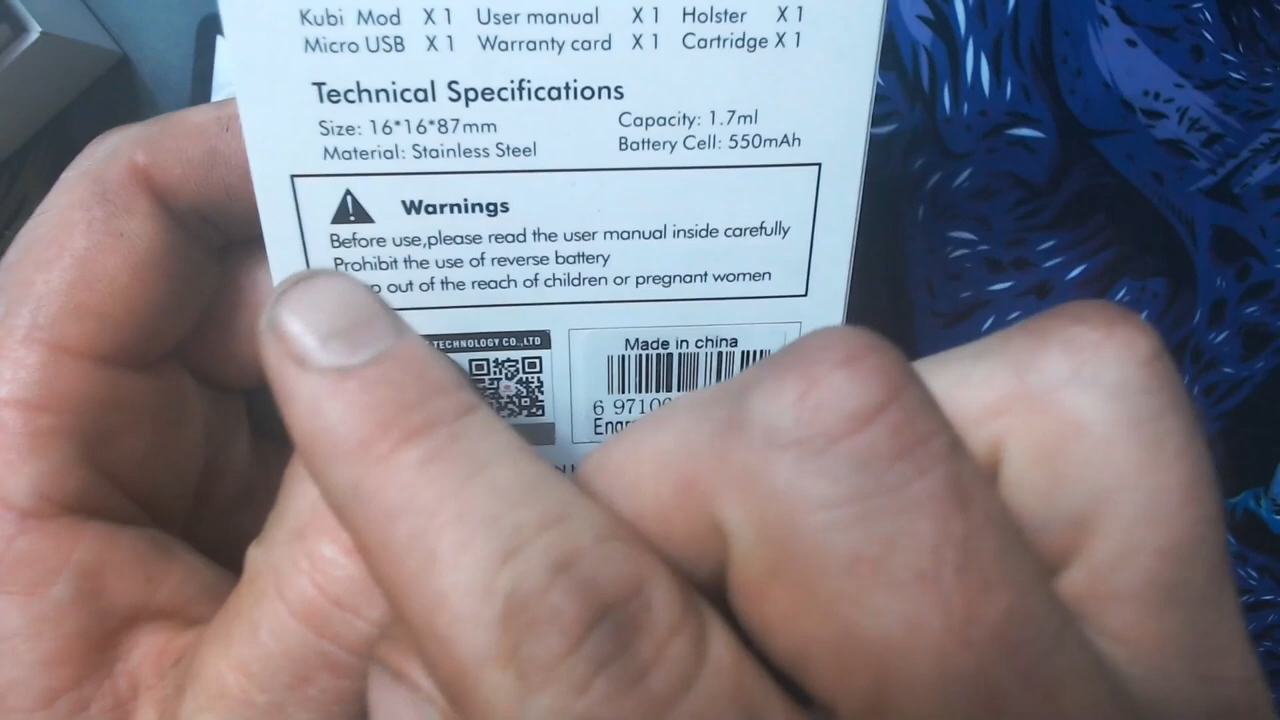 Kubi Mod X 1 User manual X 1 Holster X 1
Micro USB X 1 Warranty card X 1 Cartridge X 1
Technical Specifications
Size: 16*16*87mm Capacity: 1.7ml
Material: Stainless Steel Battery Cell: 550mAh
Warnings
Before use,please read the user manual inside carefully
Prohibit the use of reverse battery
out of the reach of children or pregnant women
TECHNOLOGY CO.,LTD
Made in china
6 9710